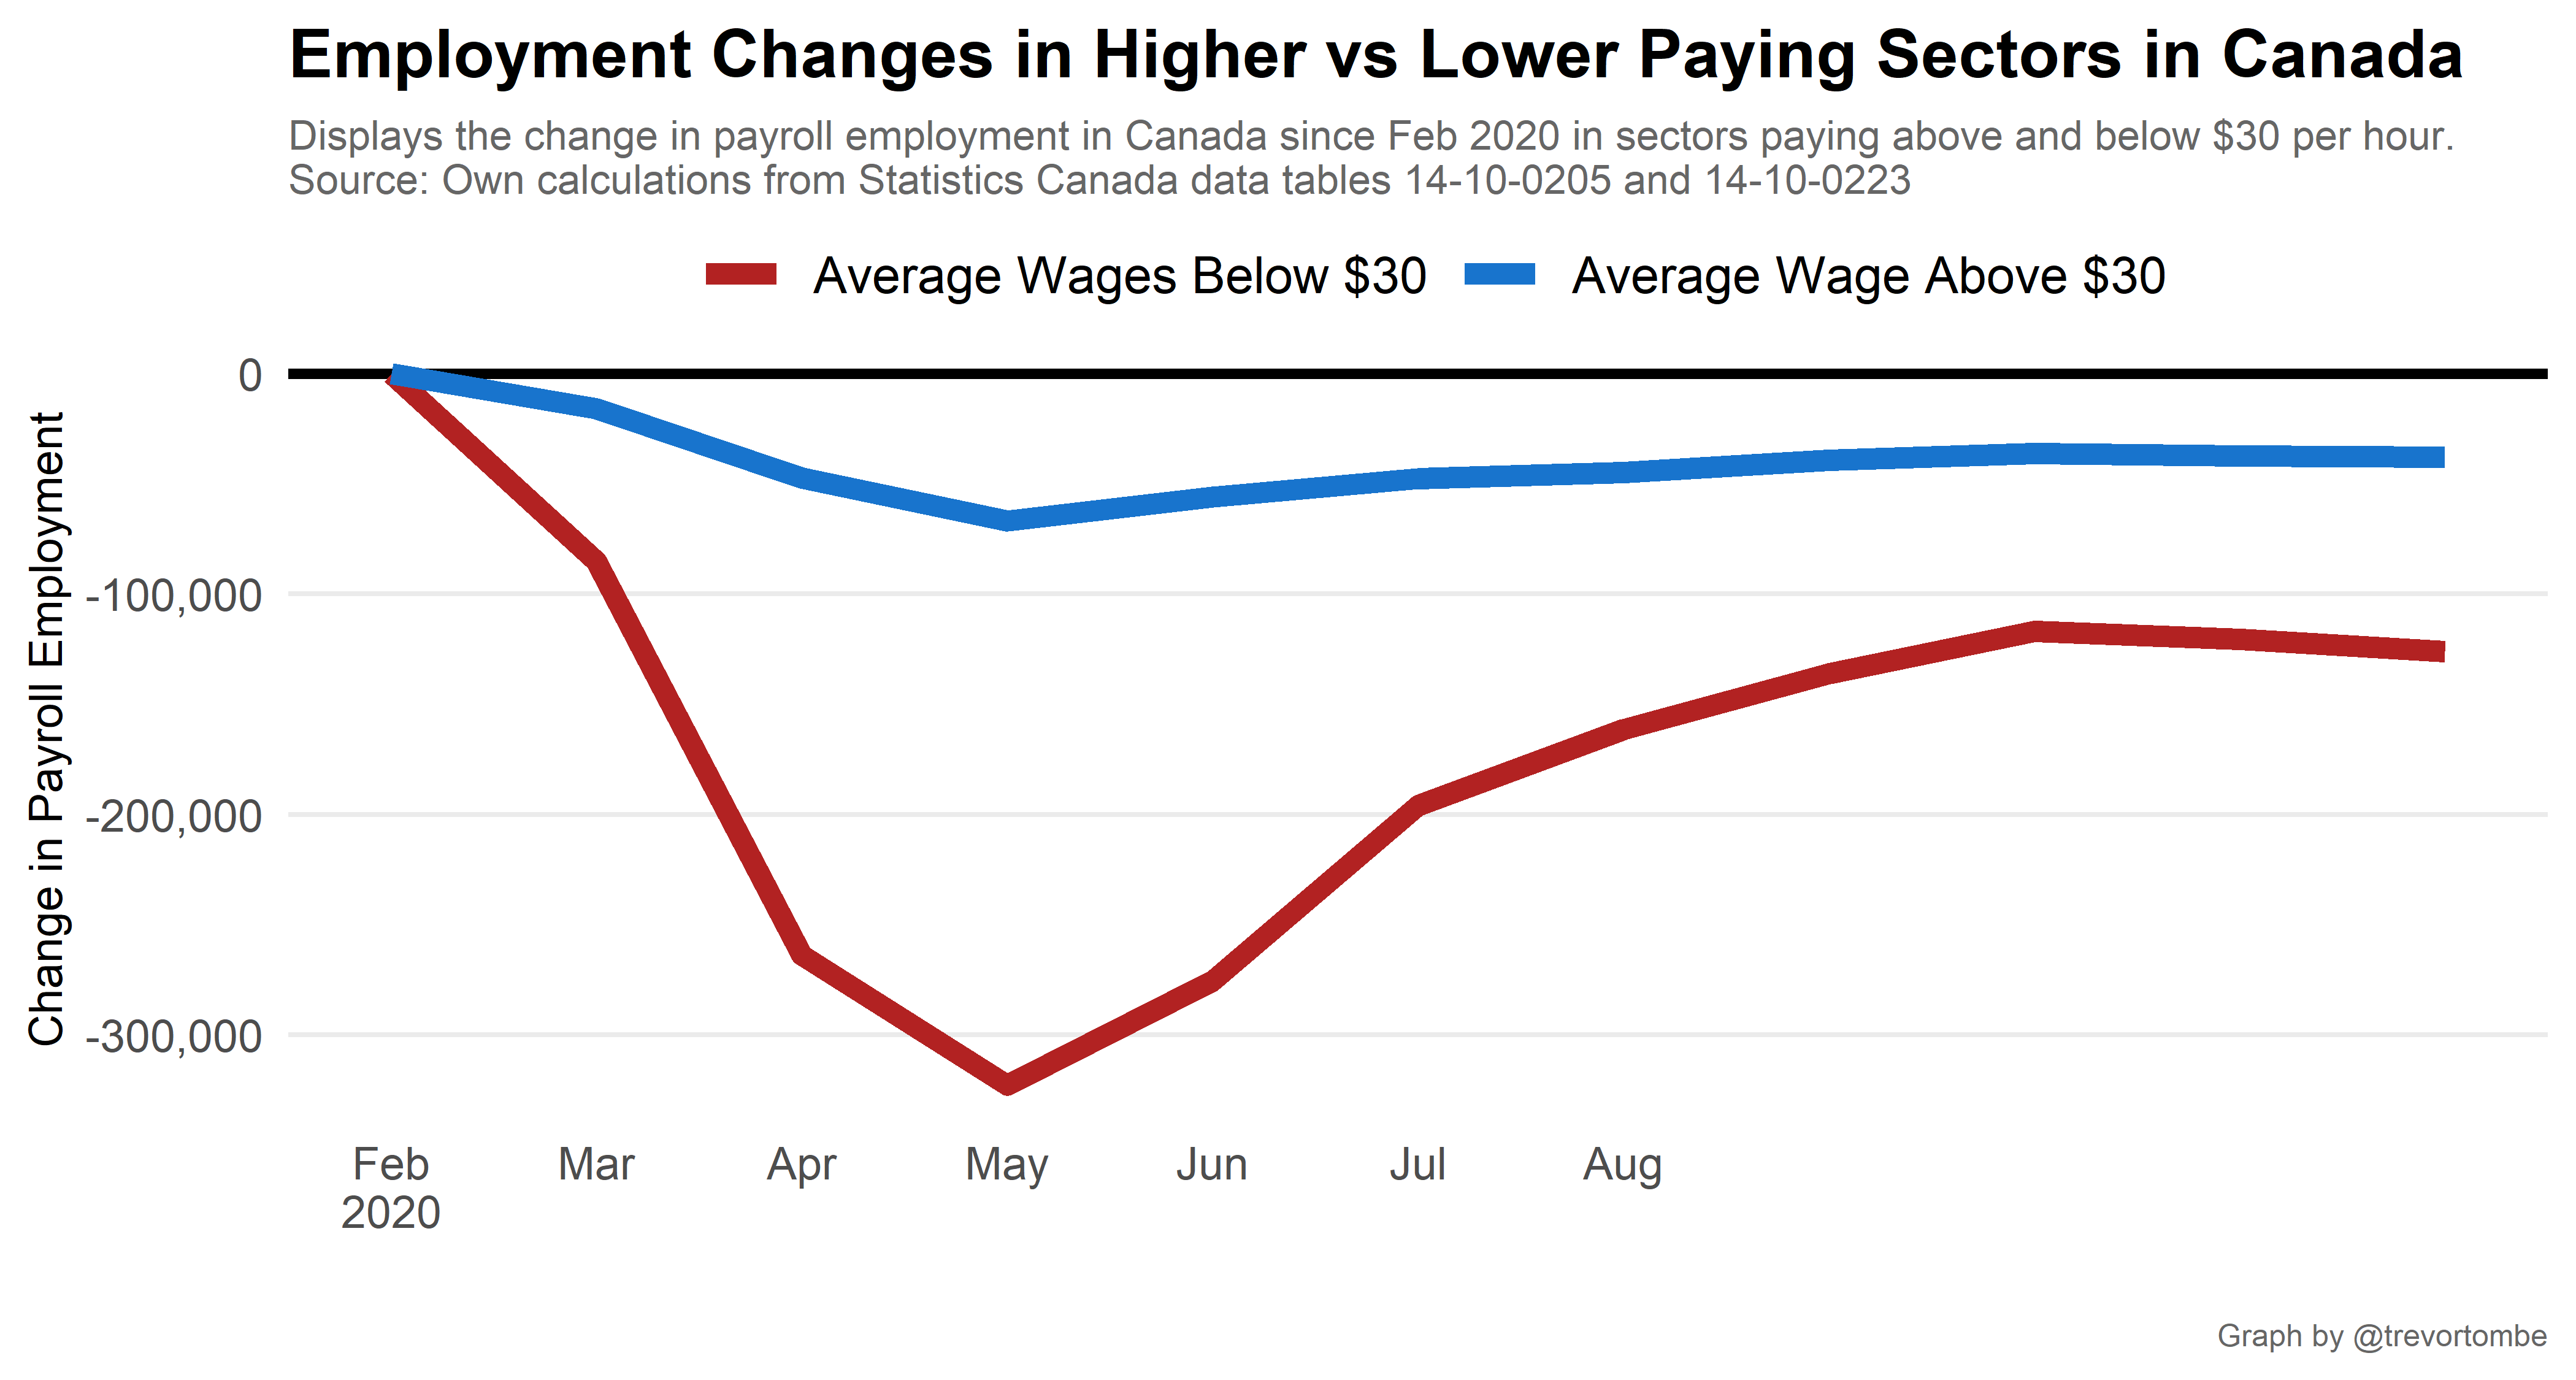 Employment Changes in Higher vs Lower Paying Sectors in Canada
Displays the change in payroll employment in Canada since Feb 2020 in sectors paying above and below $30 per hour.
Source: Own calculations from Statistics Canada data tables 14-10-0205 and 14-10-0223
Average Wages Below $30
Average Wage Above $30
Change in Payroll Employment
0
-100,000
-200,000
-300,000
Feb
2020
Mar
Apr
May
Jun
Jul
Aug
Graph by @trevortombe